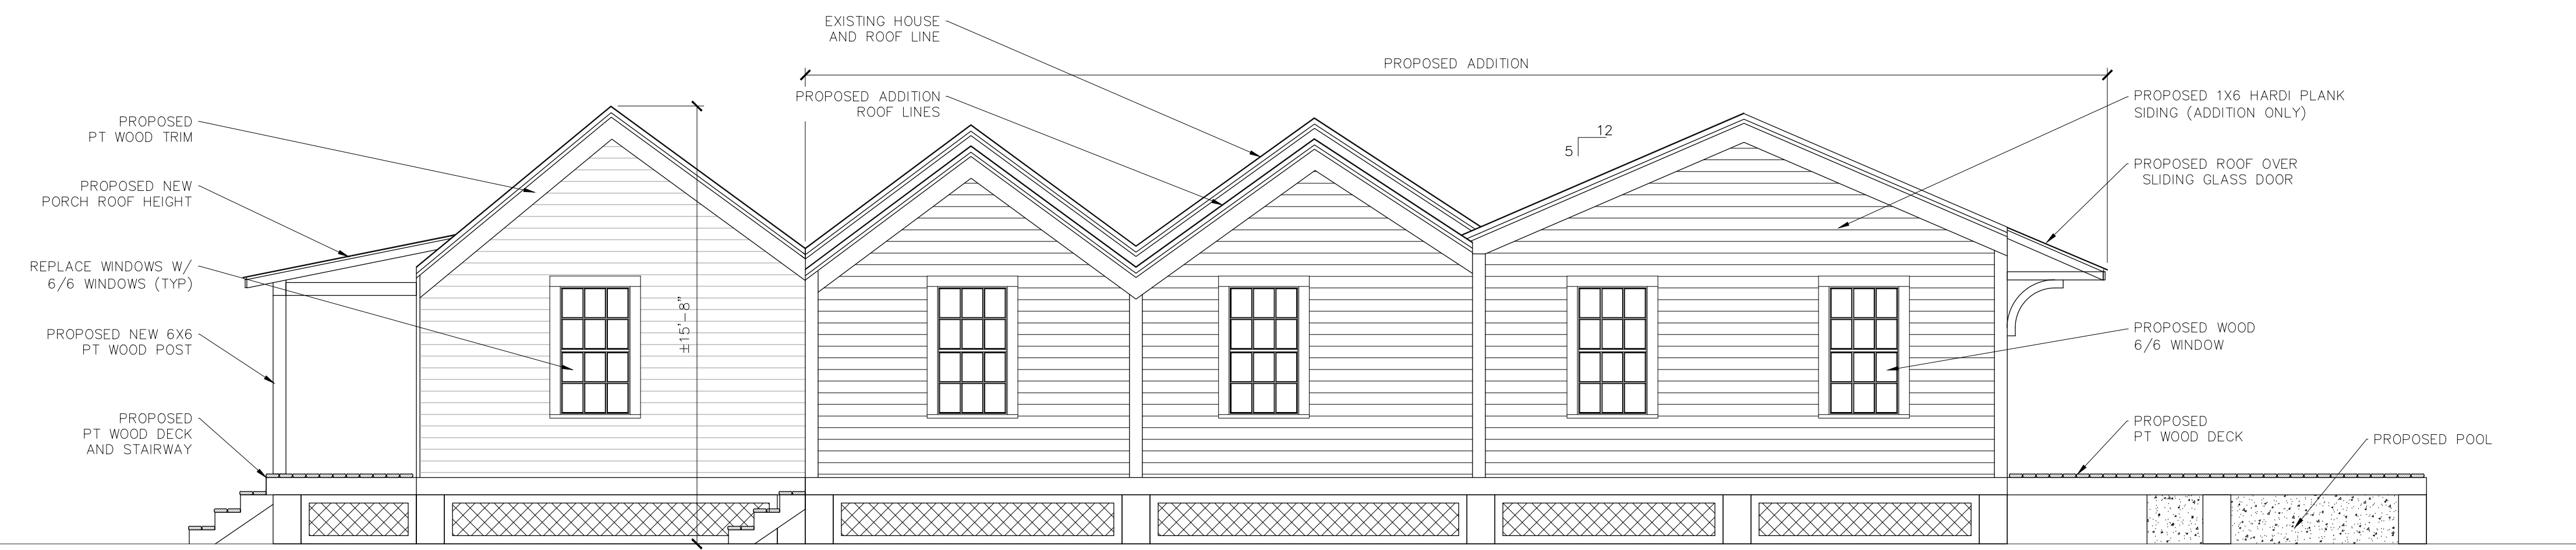 EXISTING HOUSE
AND ROOF LINE
PROPOSED ADDITION
PROPOSED ADDITION
ROOF LINES
PROPOSED
PT WOOD TRIM
PROPOSED NEW
PORCH ROOF HEIGHT
REPLACE WINDOWS W/
6/6 WINDOWS (TYP)
PROPOSED NEW 6X6
PT WOOD POST
PROPOSED
PT WOOD DECK
AND STAIRWAY
±15'-8"
12
5
PROPOSED 1X6 HARDI PLANK
SIDING (ADDITION ONLY)
PROPOSED ROOF OVER
SLIDING GLASS DOOR
PROPOSED WOOD
6/6 WINDOW
PROPOSED
PT WOOD DECK
PROPOSED POOL